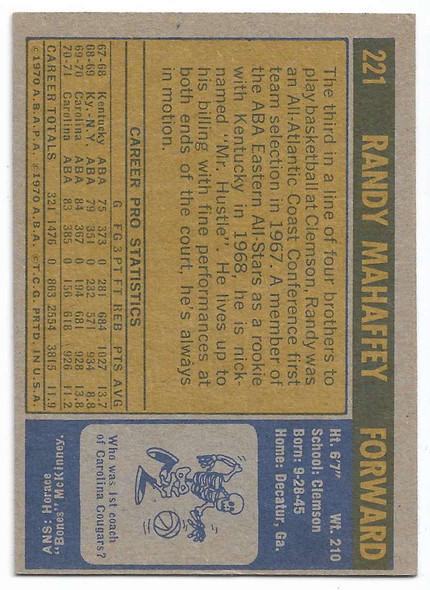 221 RANDY MAHAFFEY FORWARD
The third in a line of four brothers to
play basketball at Clemson, Randy was
an All-Atlantic Coast Conference first
team selection in 1967. A member of
the ABA Eastern All-Stars as a rookie
with Kentucky in 1968, he is nick-
named "Mr. Hustle". He lives up to
his billing with fine performances at
both ends of the court, he's always
in motion.
Ht. 6'7" Wt. 210
School: Clemson
Born: 9-28-45
Home: Decatur, Ga.
CAREER PRO STATISTICS
G FG 3PT FT REB PTS AVG
67-68 Kentucky ABA 75 373 0 281 684 1027 13.7
68-69 Ky.-N.Y. ABA 79 351 0 232 571 934 8.8
69-70 Carolina ABA 84 367 0 194 681 928 13.8
70-71 Carolina ABA 83 385 0 156 618 926 11.2
CAREER TOTALS 321 1476 0 863 2554 3815 11.9
©1970 A.B.A.P.A. ©1970 A.B.A. ©T.C.G. PRTD. IN U.S.A.
Who was 1st coach
of Carolina Cougars?
ANS: Horace
"Bones" McKinney.